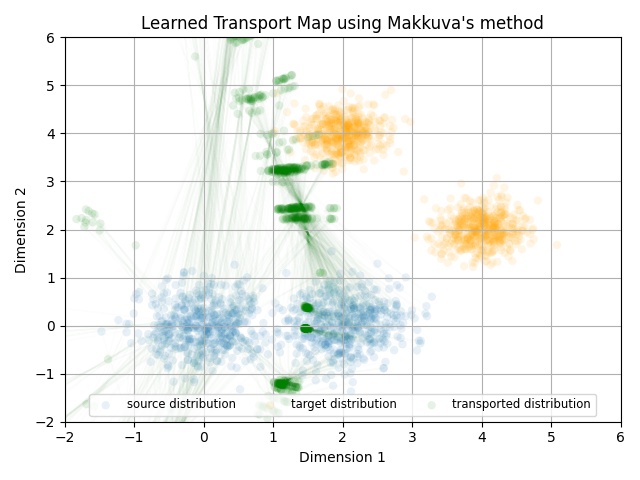 Learned Transport Map using Makkuva's method
6
5
4
3
2
1
0
−1
−2
Dimension 2
source distribution target distribution transported distribution
−2 −1 0 1 2 3 4 5 6
Dimension 1